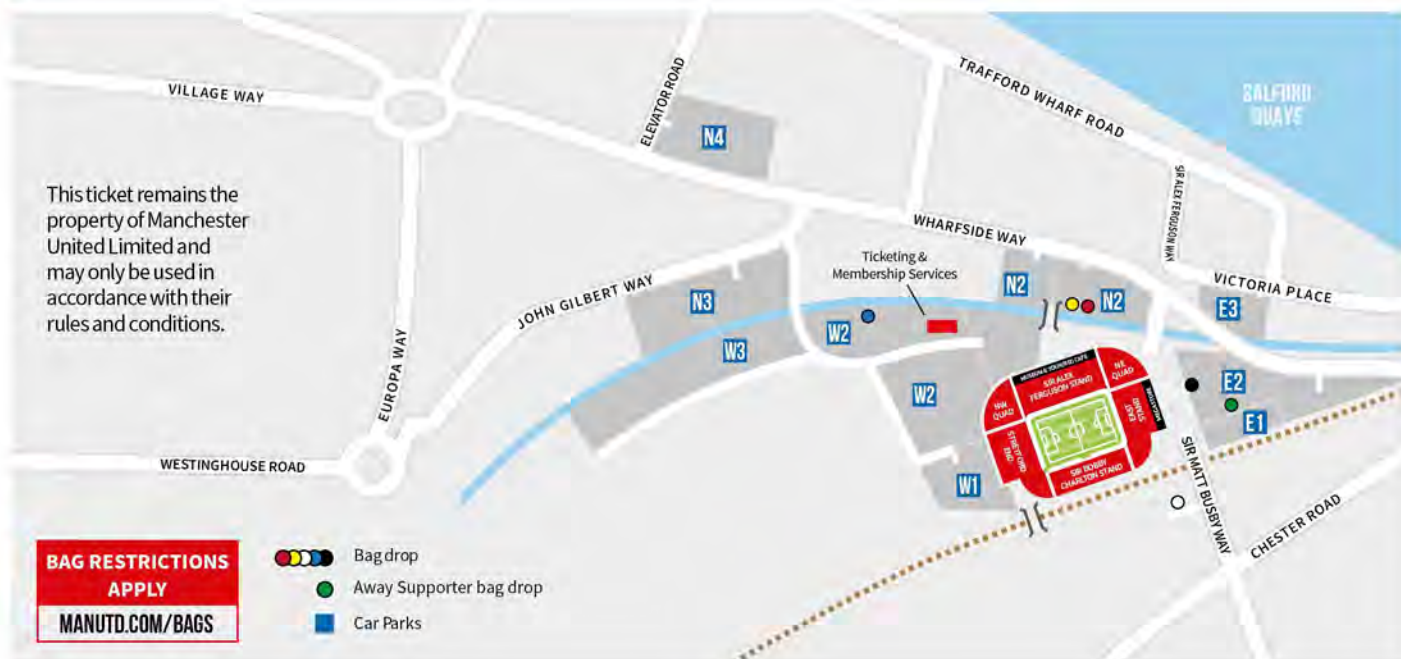 VILLAGE WAY
ELEVATOR ROAD
N4
TRAFFORD WHARF ROAD
SALFORD
QUAYS
This ticket remains the
property of Manchester
United Limited and
may only be used in
accordance with their
rules and conditions.
SIR ALEX FERGUSON WAY
WHARFSIDE WAY
Ticketing &
Membership Services
JOHN GILBERT WAY
N3
N2
N2
VICTORIA PLACE
E3
EUROPA WAY
W3
W2
W2
MUSEUM & TOUR/RED CAFE
SIR ALEX
FERGUSON STAND
NE
QUAD
NW
QUAD
EAST
STAND
MEGASTORE
E2
E1
STRETFORD
END
SIR BOBBY
CHARLTON STAND
WESTINGHOUSE ROAD
W1
SIR MATT BUSBY WAY
CHESTER ROAD
BAG RESTRICTIONS
APPLY
MANUTD.COM/BAGS
Bag drop
Away Supporter bag drop
Car Parks